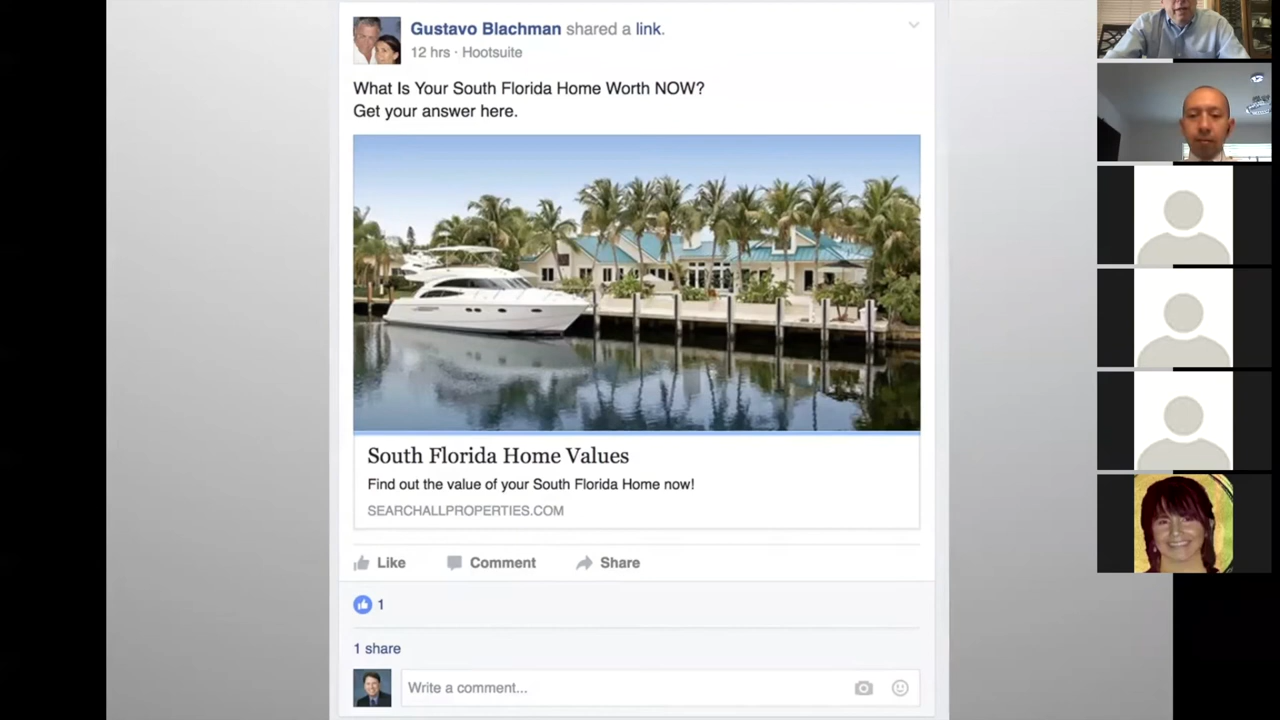 Gustavo Blachman shared a link.
12 hrs · Hootsuite
What Is Your South Florida Home Worth NOW?
Get your answer here.
South Florida Home Values
Find out the value of your South Florida Home now!
SEARCHALLPROPERTIES.COM
Like Comment Share
1
1 share
Write a comment...